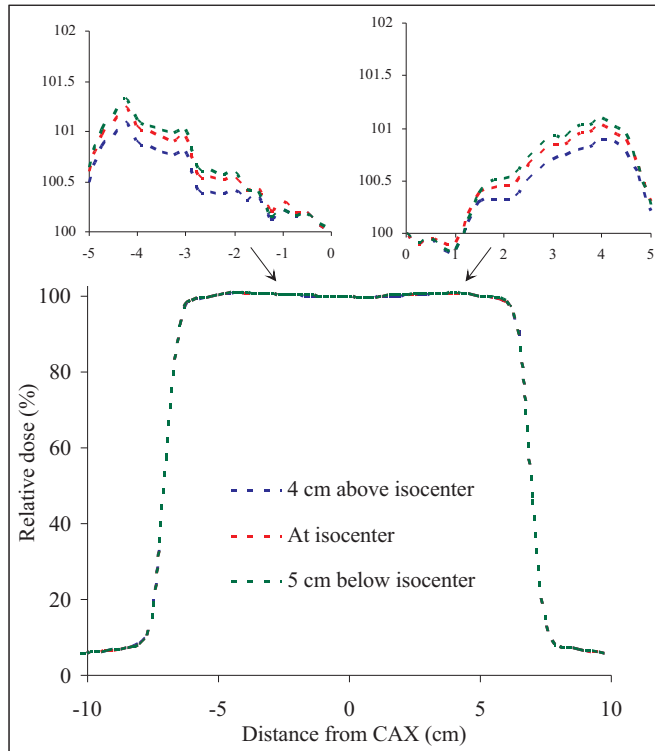 102
101.5
101
100.5
100
-5 -4 -3 -2 -1 0
102
101.5
101
100.5
100
0 1 2 3 4 5
Relative dose (%)
100
80
60
40
20
0
4 cm above isocenter
At isocenter
5 cm below isocenter
-10 -5 0 5 10
Distance from CAX (cm)